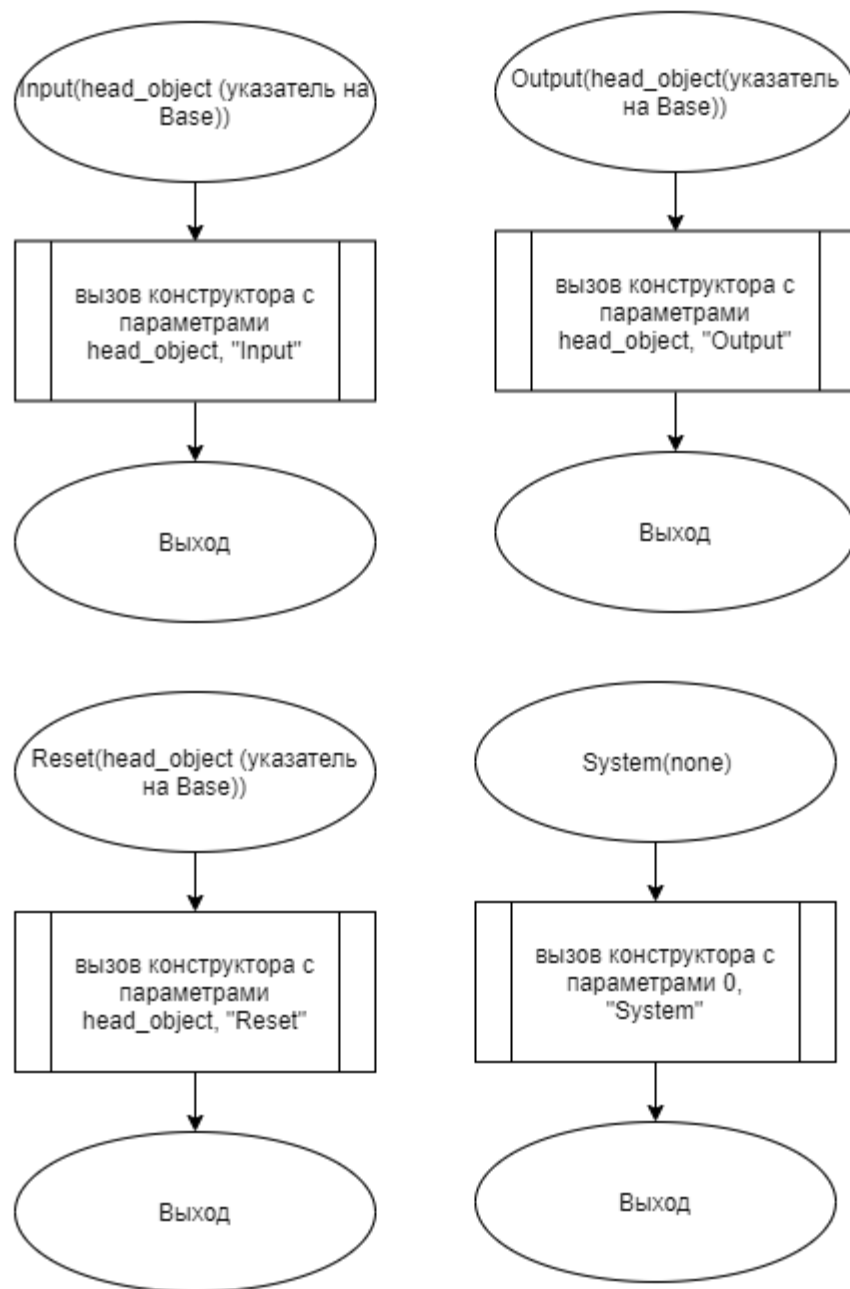 Input(head_object (указатель на
Base))
вызов конструктора с
параметрами
head_object, "Input"
Выход
Output(head_object(указатель
на Base))
вызов конструктора с
параметрами
head_object, "Output"
Выход
Reset(head_object (указатель
на Base))
вызов конструктора с
параметрами
head_object, "Reset"
Выход
System(none)
вызов конструктора с
параметрами 0,
"System"
Выход